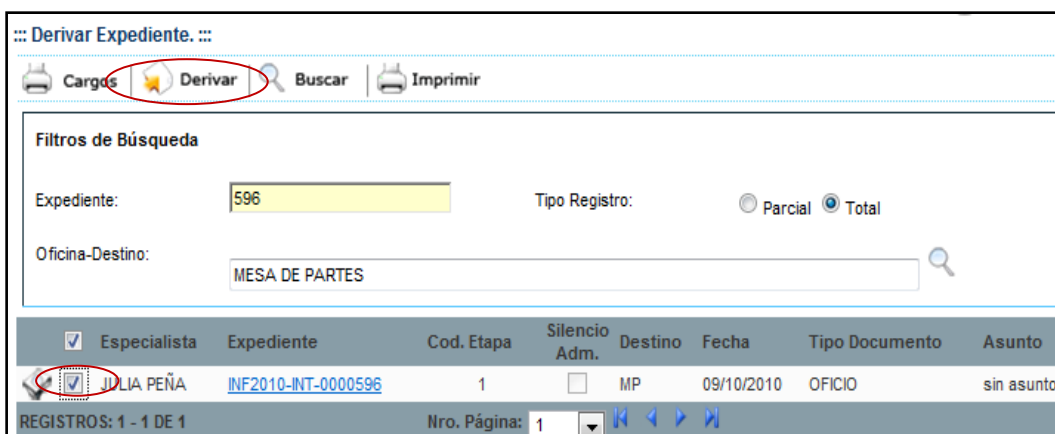 ::: Derivar Expediente. :::
Cargos Derivar Buscar Imprimir
Filtros de Búsqueda
Expediente: 596 Tipo Registro: Parcial Total
Oficina-Destino:
MESA DE PARTES
Especialista Expediente Cod. Etapa Silencio Adm. Destino Fecha Tipo Documento Asunto
JULIA PEÑA INF2010-INT-0000596 1 MP 09/10/2010 OFICIO sin asunto
REGISTROS: 1 - 1 DE 1 Nro. Página: 1